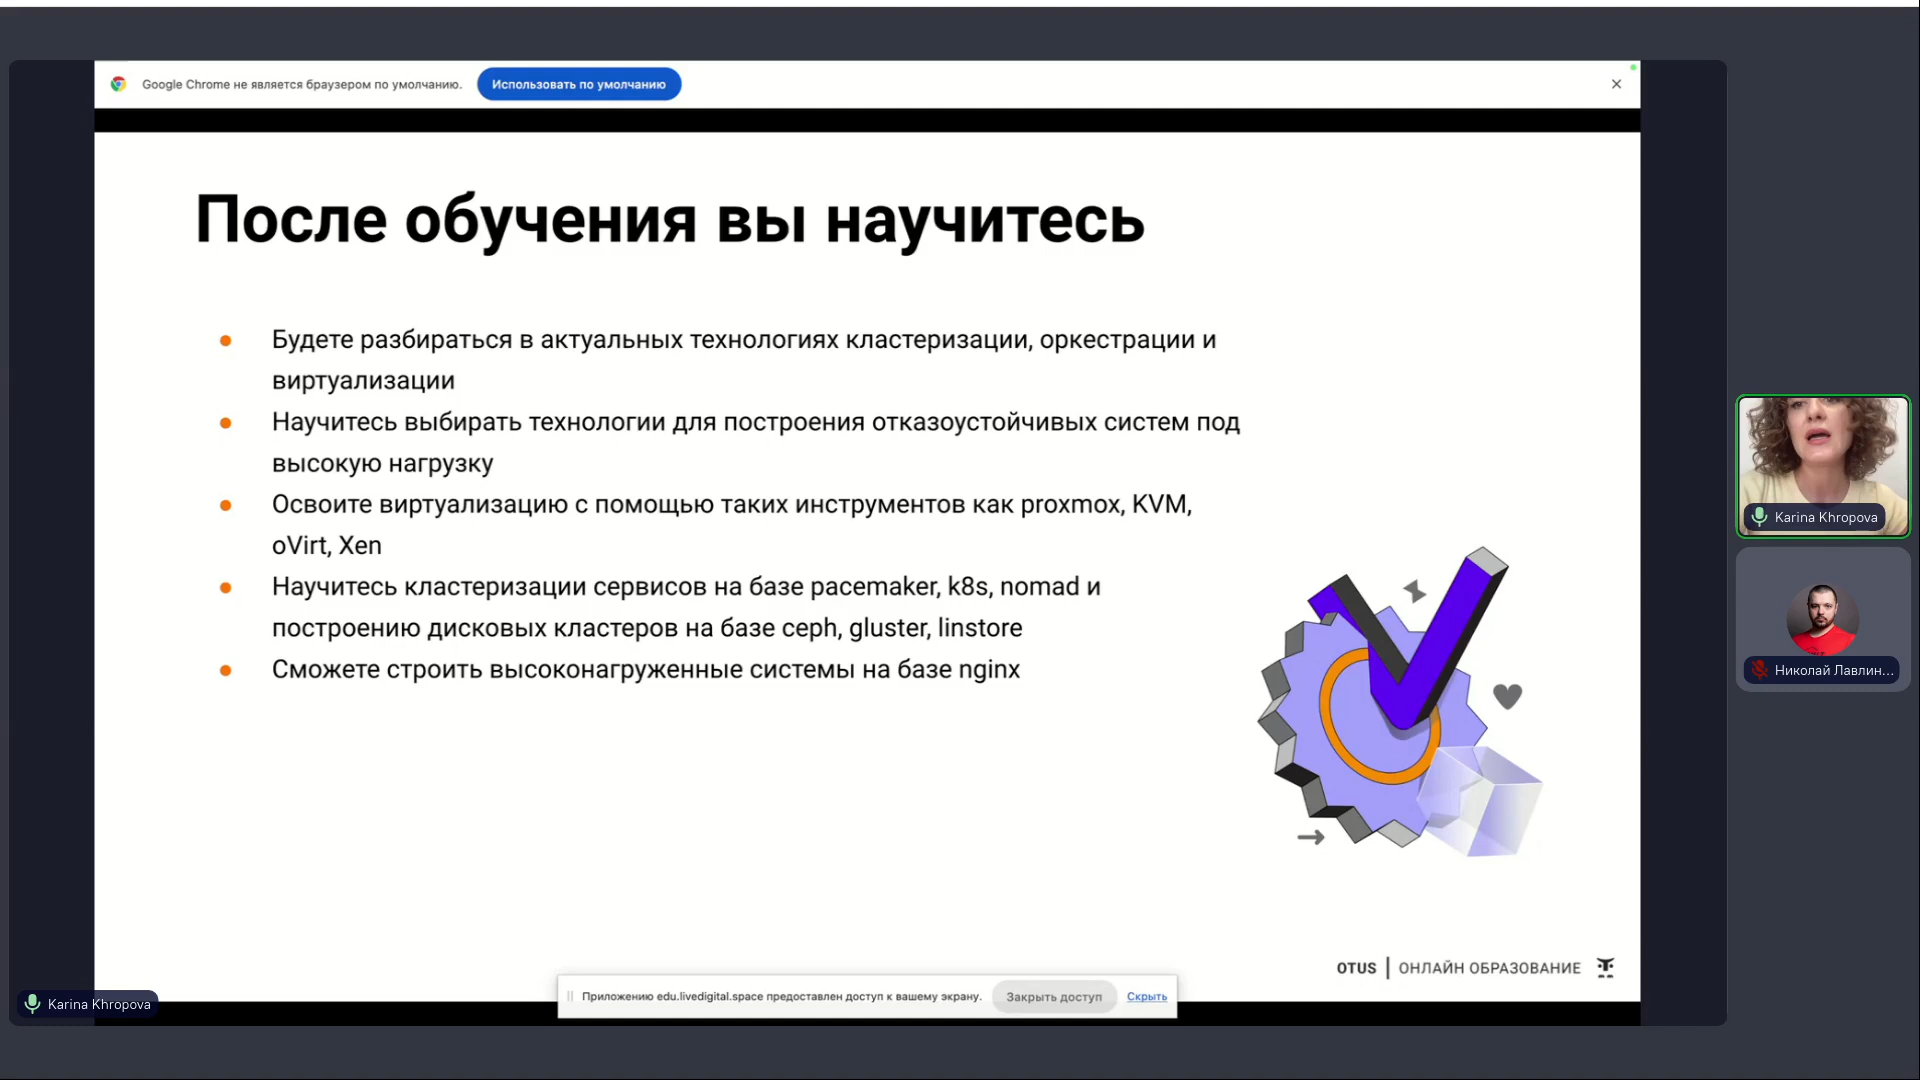 Google Chrome не является браузером по умолчанию.
Использовать по умолчанию
После обучения вы научитесь
Будете разбираться в актуальных технологиях кластеризации, оркестрации и
виртуализации
Научитесь выбирать технологии для построения отказоустойчивых систем под
высокую нагрузку
Освоите виртуализацию с помощью таких инструментов как proxmox, KVM,
oVirt, Xen
Научитесь кластеризации сервисов на базе pacemaker, k8s, nomad и
построению дисковых кластеров на базе ceph, gluster, linstore
Сможете строить высоконагруженные системы на базе nginx
OTUS | ОНЛАЙН ОБРАЗОВАНИЕ
Приложению edu.livedigital.space предоставлен доступ к вашему экрану.
Закрыть доступ
Скрыть
Karina Khropova
Karina Khropova
Николай Лавлин...